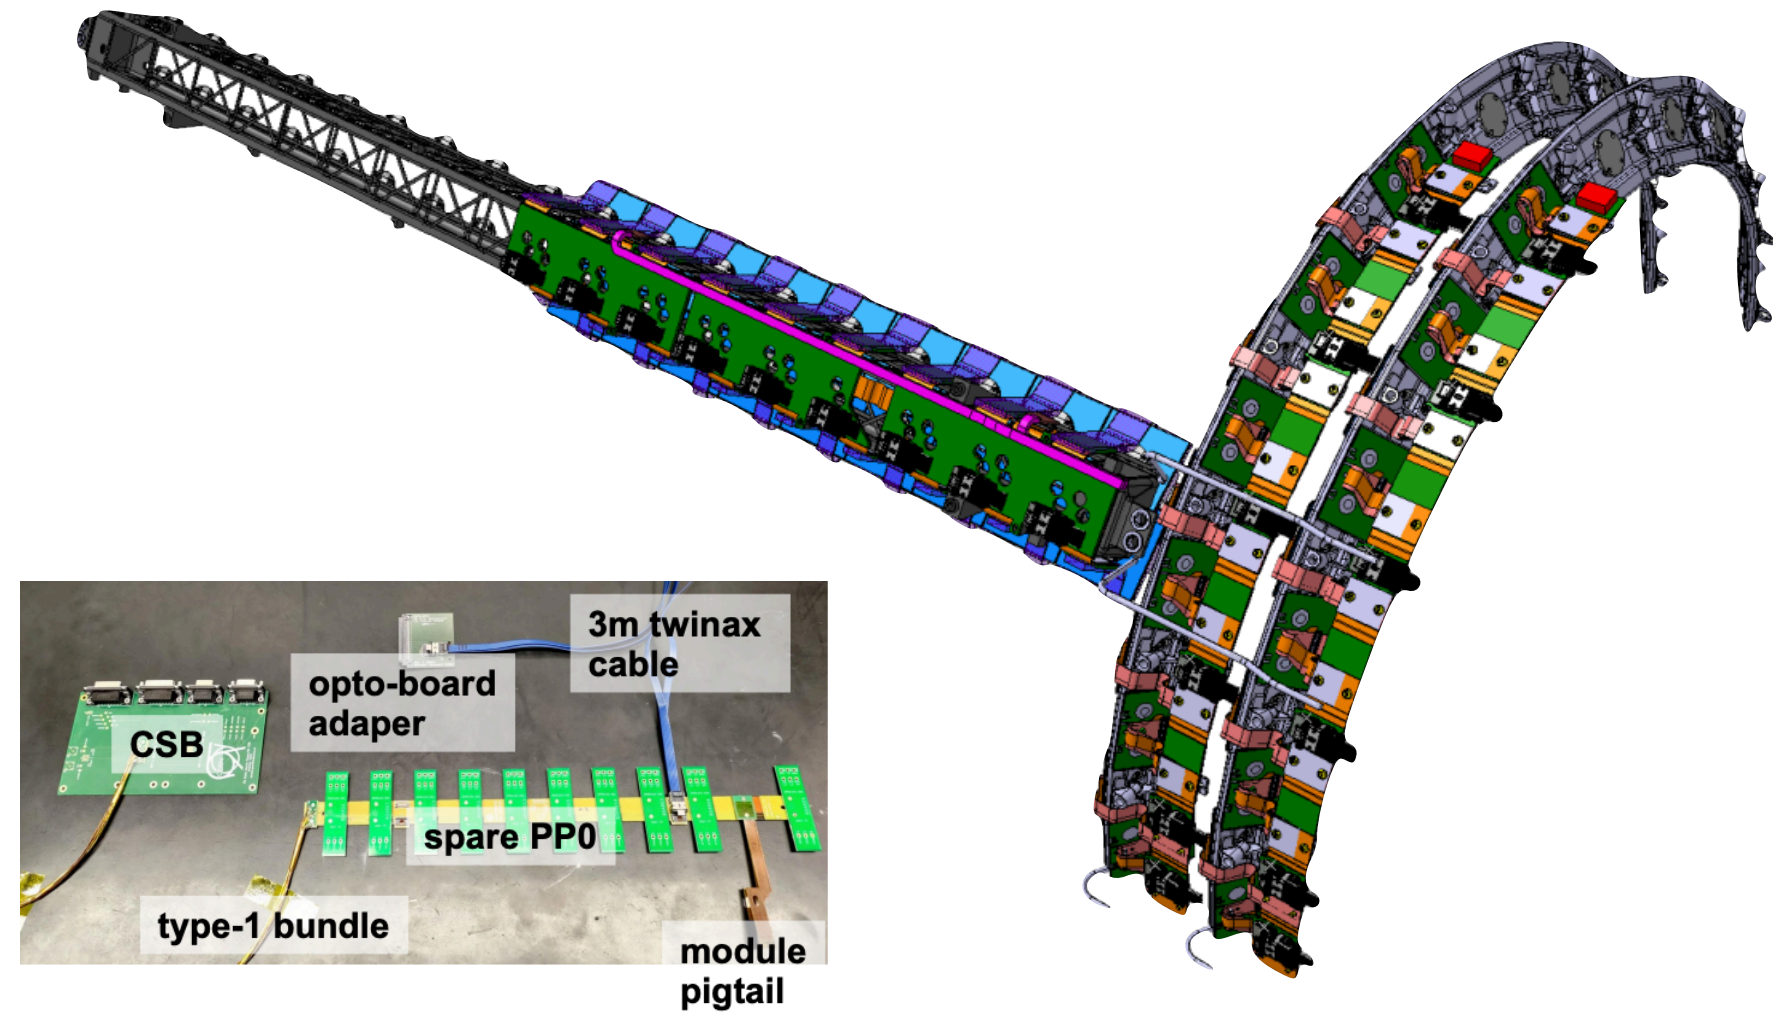 3m twinax
cable
opto-board
adaper
CSB
spare PP0
type-1 bundle
module
pigtail